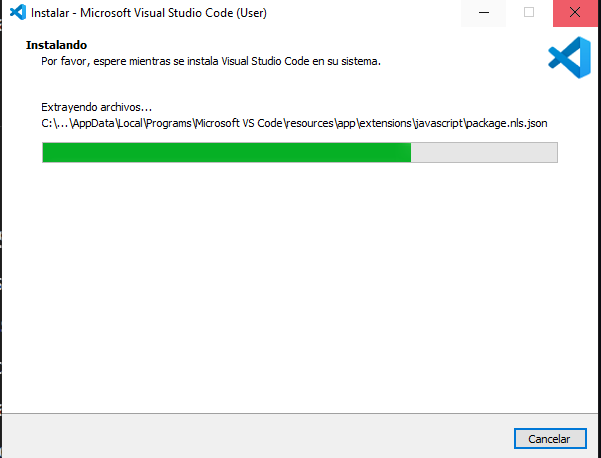 Instalar - Microsoft Visual Studio Code (User)
Instalando
Por favor, espere mientras se instala Visual Studio Code en su sistema.
Extrayendo archivos...
C:\...\AppData\Local\Programs\Microsoft VS Code\resources\app\extensions\javascript\package.nls.json
Cancelar